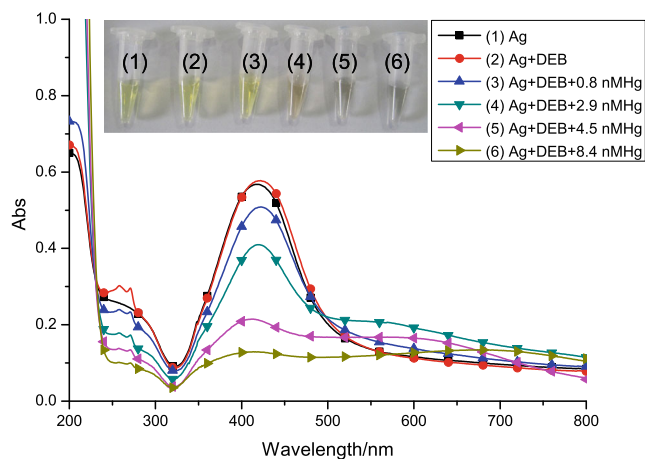 1.0
0.8
0.6
0.4
0.2
0.0
Abs
200
300
400
500
600
700
800
Wavelength/nm
(1)
(2)
(3)
(4)
(5)
(6)
(1) Ag
(2) Ag+DEB
(3) Ag+DEB+0.8 nMHg
(4) Ag+DEB+2.9 nMHg
(5) Ag+DEB+4.5 nMHg
(6) Ag+DEB+8.4 nMHg